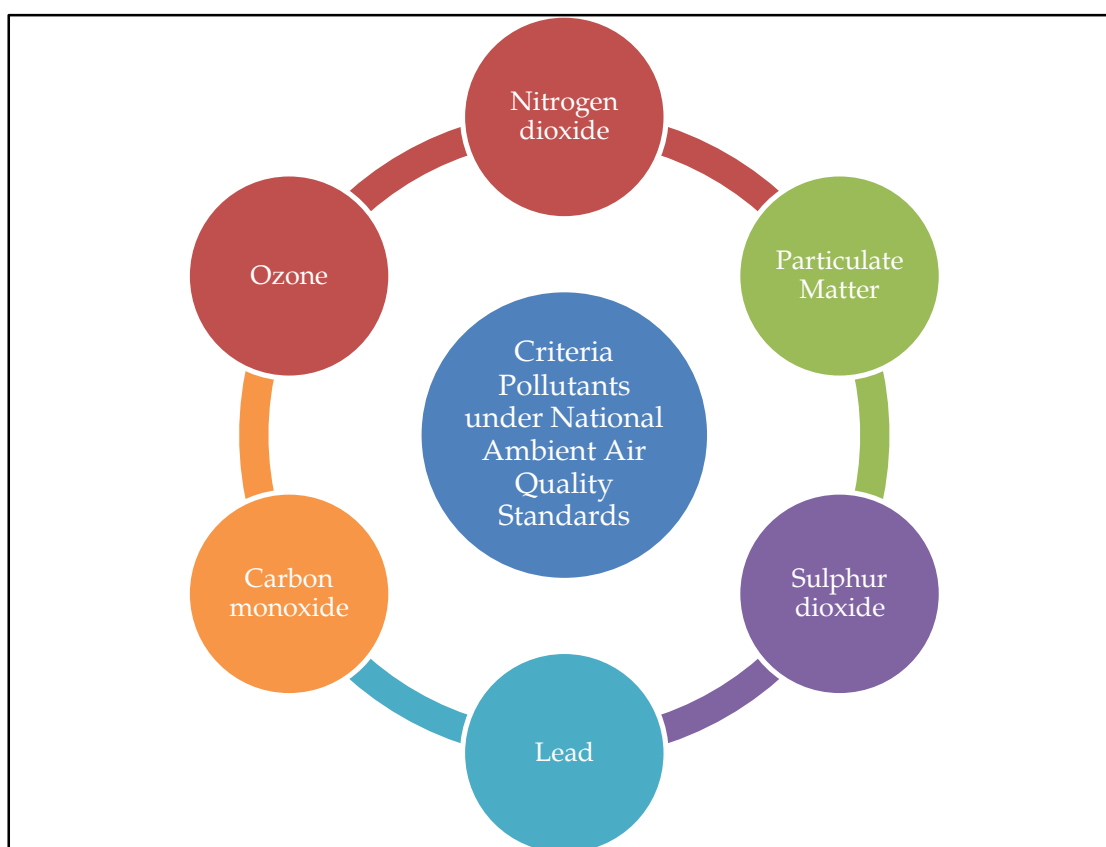 Nitrogen
dioxide
Particulate
Matter
Sulphur
dioxide
Lead
Carbon
monoxide
Ozone
Criteria
Pollutants
under National
Ambient Air
Quality
Standards